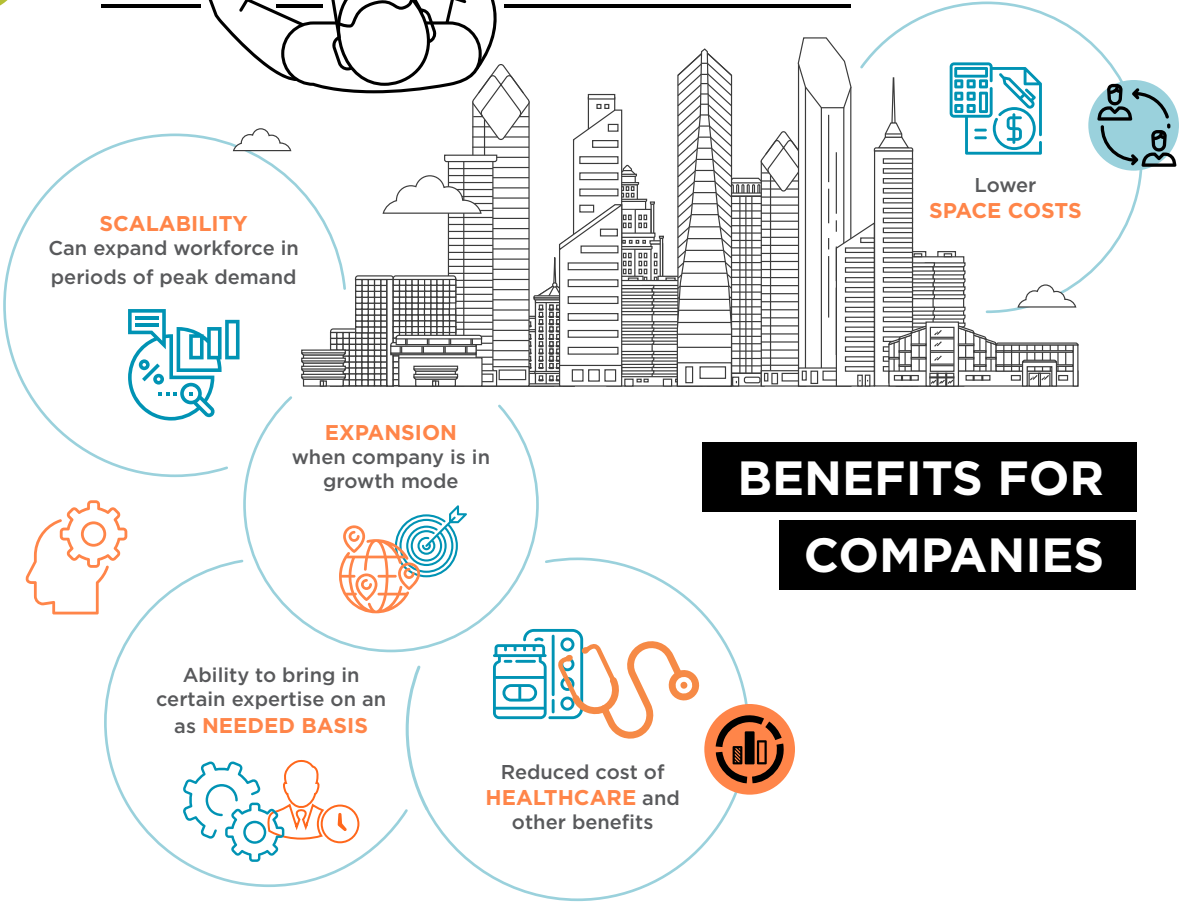 SCALABILITY
Can expand workforce in
periods of peak demand
Lower
SPACE COSTS
EXPANSION
when company is in
growth mode
BENEFITS FOR
COMPANIES
Ability to bring in
certain expertise on an
as NEEDED BASIS
Reduced cost of
HEALTHCARE and
other benefits